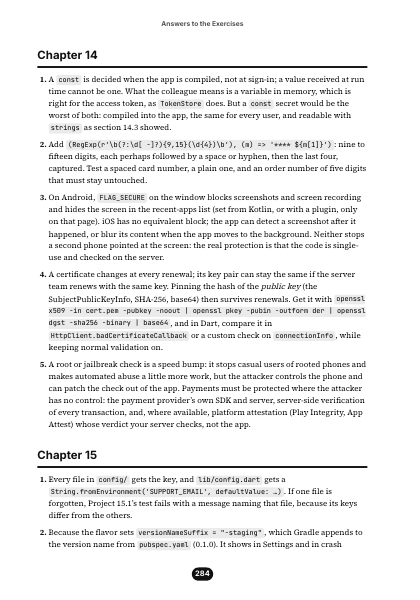 Answers to the Exercises
Chapter 14
1. A const is decided when the app is compiled, not at sign-in; a value received at run
time cannot be one. What the colleague means is a variable in memory, which is
right for the access token, as TokenStore does. But a const secret would be the
worst of both: compiled into the app, the same for every user, and readable with
strings as section 14.3 showed.
2. Add (RegExp(r'\b(?:\d[ -]?){9,15}(\d{4})\b'), (m) => '**** ${m[1]}') : nine to
fifteen digits, each perhaps followed by a space or hyphen, then the last four,
captured. Test a spaced card number, a plain one, and an order number of five digits
that must stay untouched.
3. On Android, FLAG_SECURE on the window blocks screenshots and screen recording
and hides the screen in the recent-apps list (set from Kotlin, or with a plugin, only
on that page). iOS has no equivalent block; the app can detect a screenshot after it
happened, or blur its content when the app moves to the background. Neither stops
a second phone pointed at the screen: the real protection is that the code is single-
use and checked on the server.
4. A certificate changes at every renewal; its key pair can stay the same if the server
team renews with the same key. Pinning the hash of the public key (the
SubjectPublicKeyInfo, SHA-256, base64) then survives renewals. Get it with openssl
x509 -in cert.pem -pubkey -noout | openssl pkey -pubin -outform der | openssl
dgst -sha256 -binary | base64 , and in Dart, compare it in
HttpClient.badCertificateCallback or a custom check on connectionInfo , while
keeping normal validation on.
5. A root or jailbreak check is a speed bump: it stops casual users of rooted phones and
makes automated abuse a little more work, but the attacker controls the phone and
can patch the check out of the app. Payments must be protected where the attacker
has no control: the payment provider's own SDK and server, server-side verification
of every transaction, and, where available, platform attestation (Play Integrity, App
Attest) whose verdict your server checks, not the app.
Chapter 15
1. Every file in config/ gets the key, and lib/config.dart gets a
String.fromEnvironment('SUPPORT_EMAIL', defaultValue: …) . If one file is
forgotten, Project 15.1's test fails with a message naming that file, because its keys
differ from the others.
2. Because the flavor sets versionNameSuffix = "-staging" , which Gradle appends to
the version name from pubspec.yaml (0.1.0). It shows in Settings and in crash
284